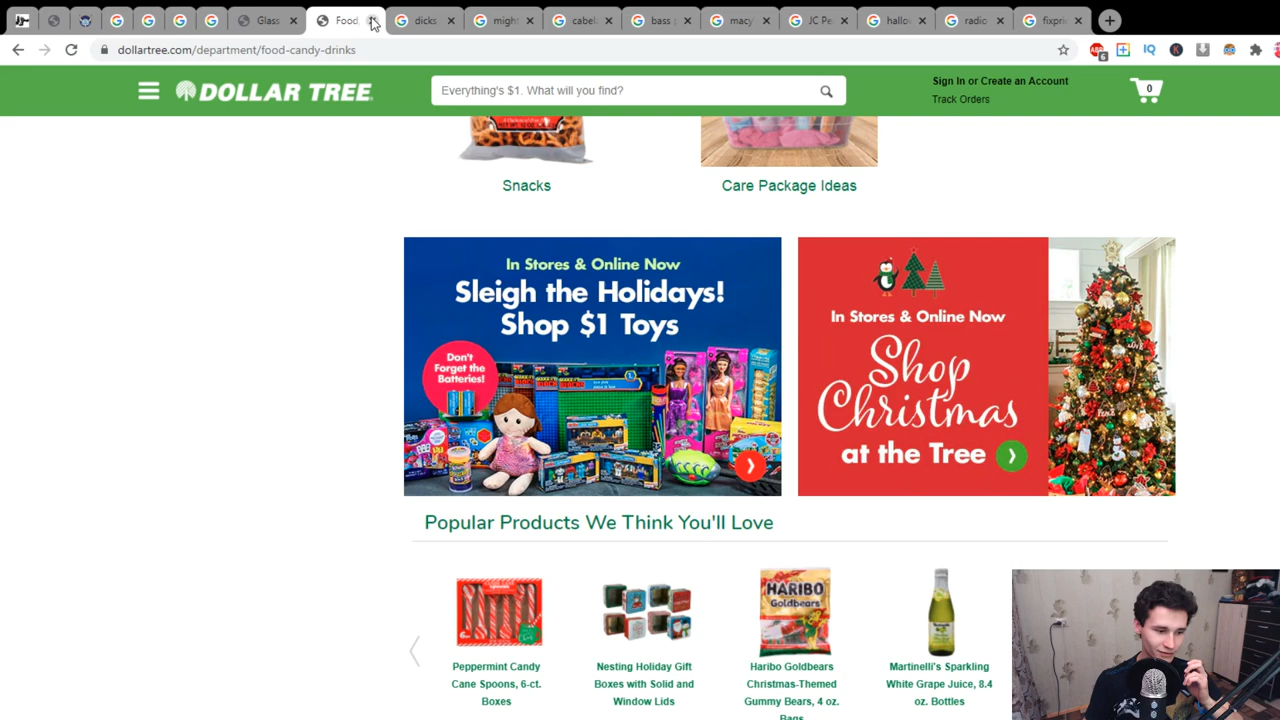 Glass
Food,
dicks
might
cabela
bass
macy
JC Pe
hallo
radio
fixpri
dollartree.com/department/food-candy-drinks
ABP
6
IQ
K
DOLLAR TREE
Everything's $1. What will you find?
Sign In or Create an Account
Track Orders
0
Snacks
Care Package Ideas
In Stores & Online Now
Sleigh the Holidays!
Shop $1 Toys
Don't
Forget the
Batteries!
In Stores & Online Now
Shop
Christmas
at the Tree
Popular Products We Think You'll Love
HARIBO
Goldbears
Peppermint Candy
Cane Spoons, 6-ct.
Boxes
Nesting Holiday Gift
Boxes with Solid and
Window Lids
Haribo Goldbears
Christmas-Themed
Gummy Bears, 4 oz.
Bags
Martinelli's Sparkling
White Grape Juice, 8.4
oz. Bottles